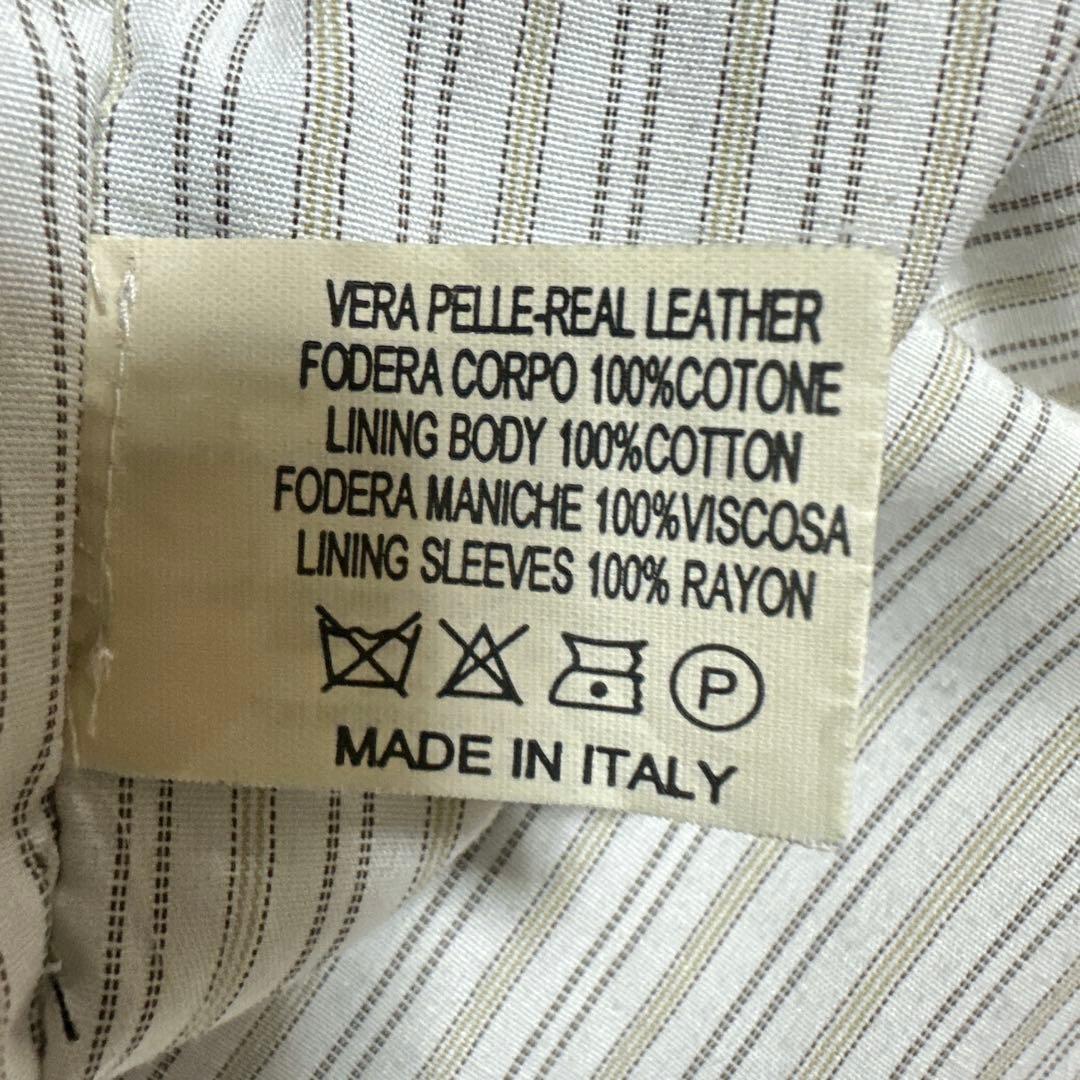 VERA PELLE-REAL LEATHER
FODERA CORPO 100%COTONE
LINING BODY 100%COTTON
FODERA MANICHE 100%VISCOSA
LINING SLEEVES 100% RAYON
P
MADE IN ITALY